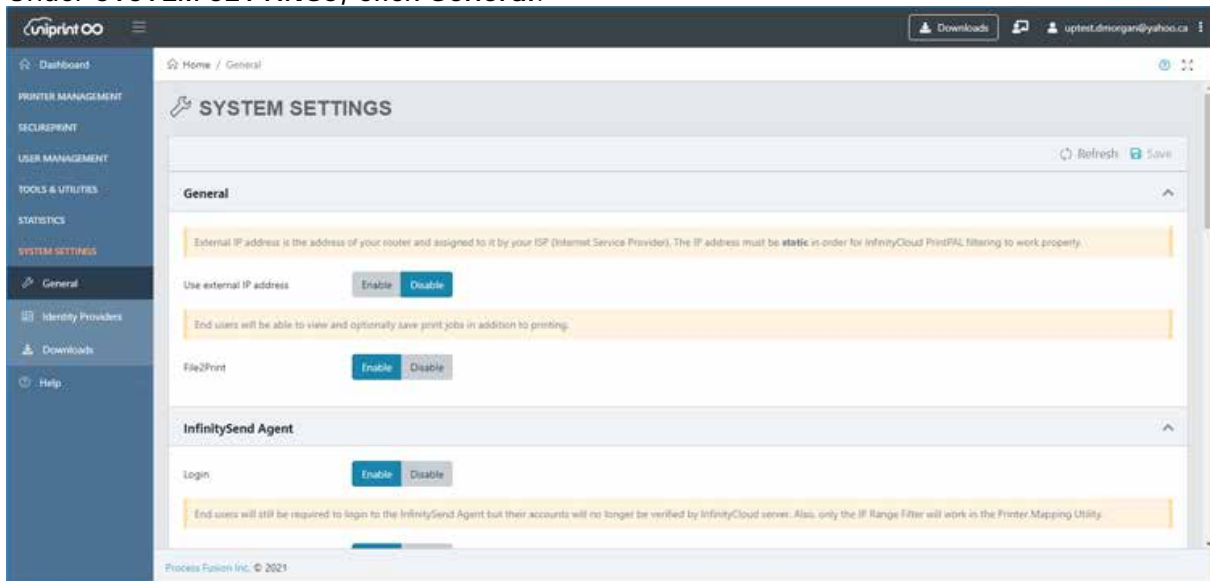 Under SYSTEM SETTINGS, click General.
uniprint
Downloads
uptest.dmorgan@yahoo.ca
Dashboard
Home / General
PRINTER MANAGEMENT
SYSTEM SETTINGS
SECUREPRINT
USER MANAGEMENT
Refresh Save
TOOLS & UTILITIES
General
STATISTICS
External IP address is the address of your router and assigned to it by your ISP (Internet Service Provider). The IP address must be static in order for InfinityCloud PrintPAL filtering to work properly.
SYSTEM SETTINGS
General
Use external IP address Enable Disable
Identity Providers
End users will be able to view and optionally save print jobs in addition to printing.
Downloads
File2Print Enable Disable
Help
InfinitySend Agent
Login Enable Disable
End users will still be required to login to the InfinitySend Agent but their accounts will no longer be verified by InfinityCloud server. Also, only the IP Range Filter will work in the Printer Mapping Utility.
Process Fusion Inc. © 2021